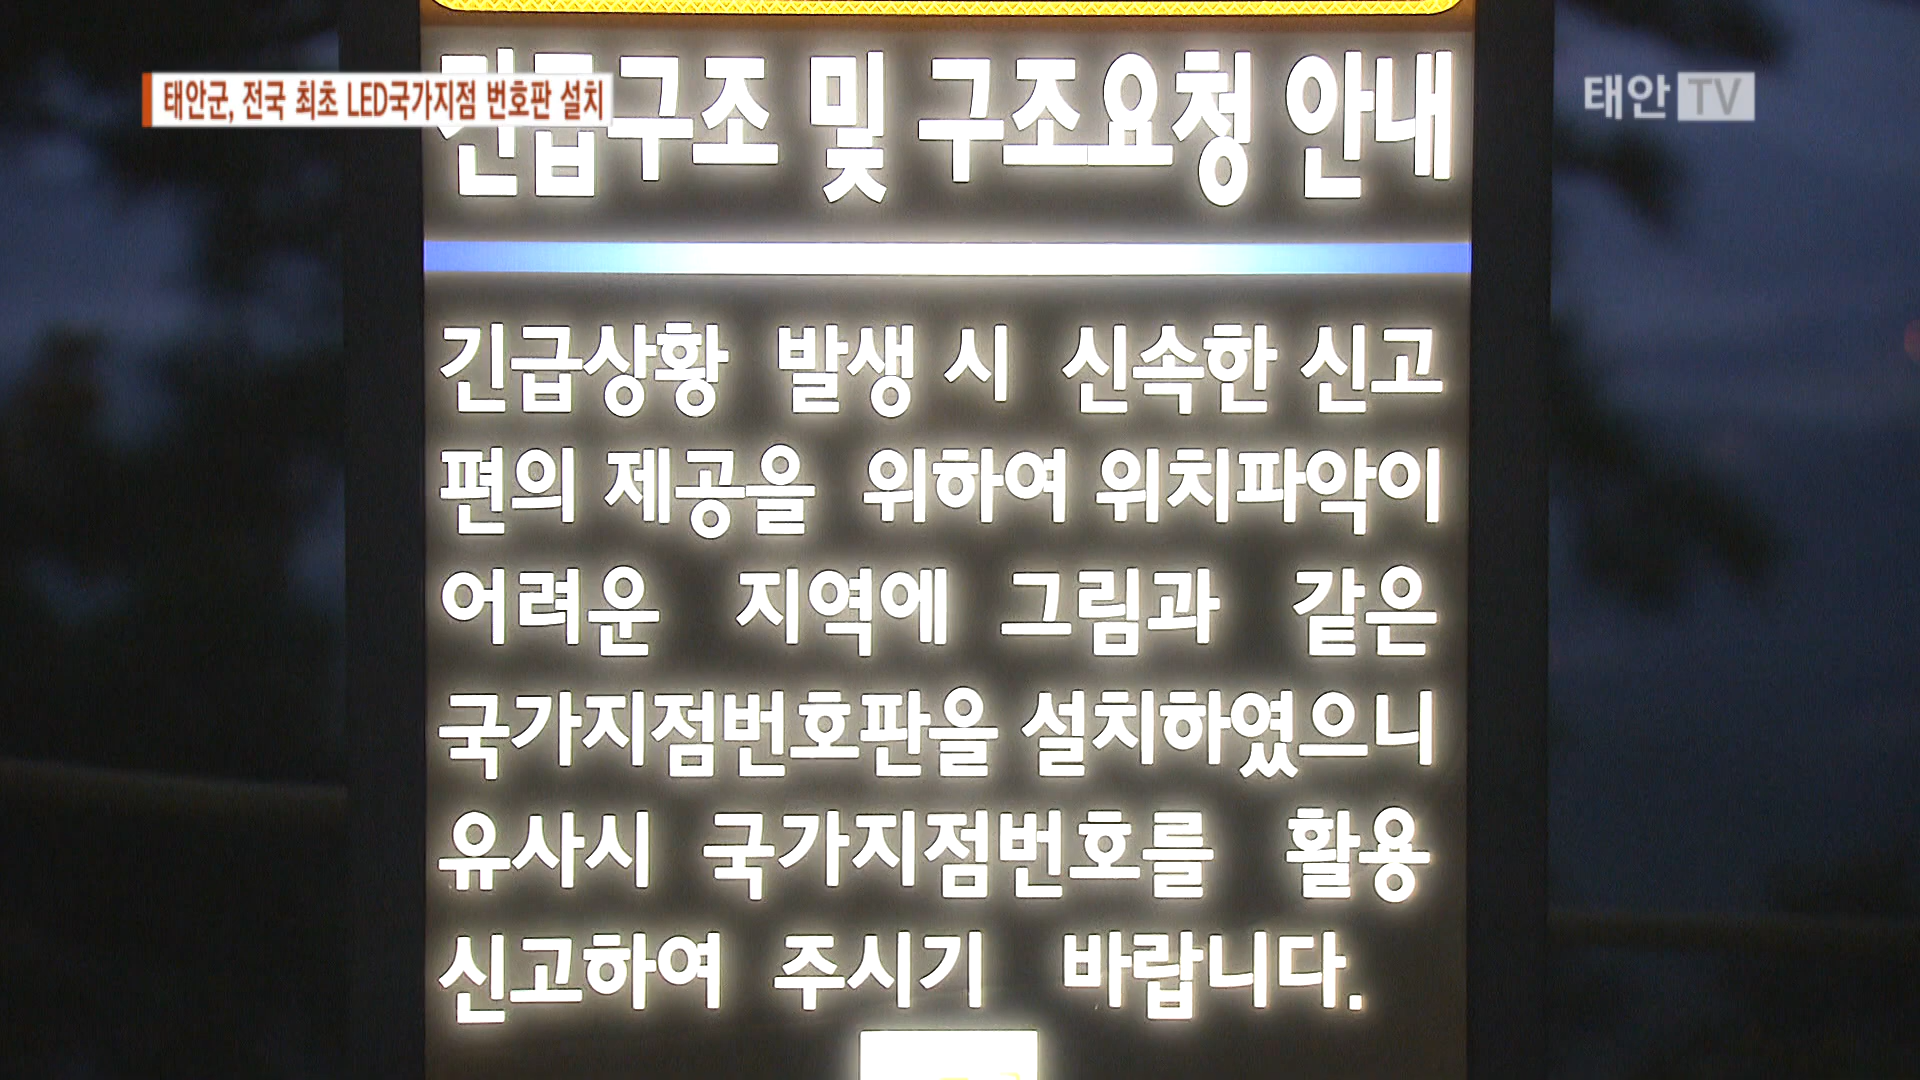 태안군, 전국 최초 LED국가지점 번호판 설치
태안 TV
긴급구조 및 구조요청 안내
긴급상황 발생 시 신속한 신고
편의 제공을 위하여 위치파악이
어려운 지역에 그림과 같은
국가지점번호판을 설치하였으니
유사시 국가지점번호를 활용
신고하여 주시기 바랍니다.